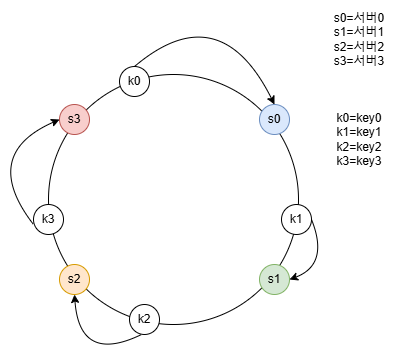 s0=서버0
s1=서버1
s2=서버2
s3=서버3
k0
s3
s0
k0=key0
k1=key1
k2=key2
k3=key3
k3
k1
s2
s1
k2